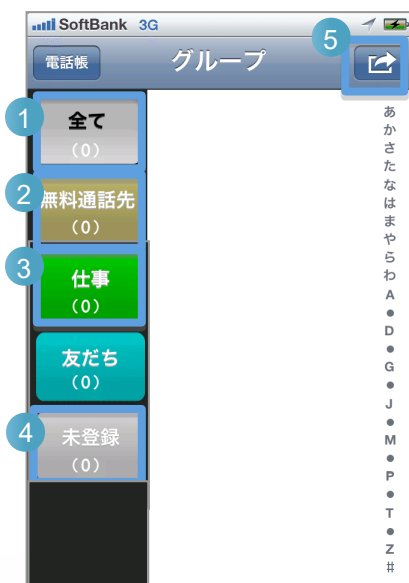 SoftBank 3G
5
電話帳
グループ
1
全て
(0)
2
無料通話先
(0)
3
仕事
(0)
友だち
(0)
4
未登録
(0)
あ
か
さ
た
な
は
ま
や
ら
わ
A
●
D
●
G
●
J
●
M
●
P
●
T
●
Z
#